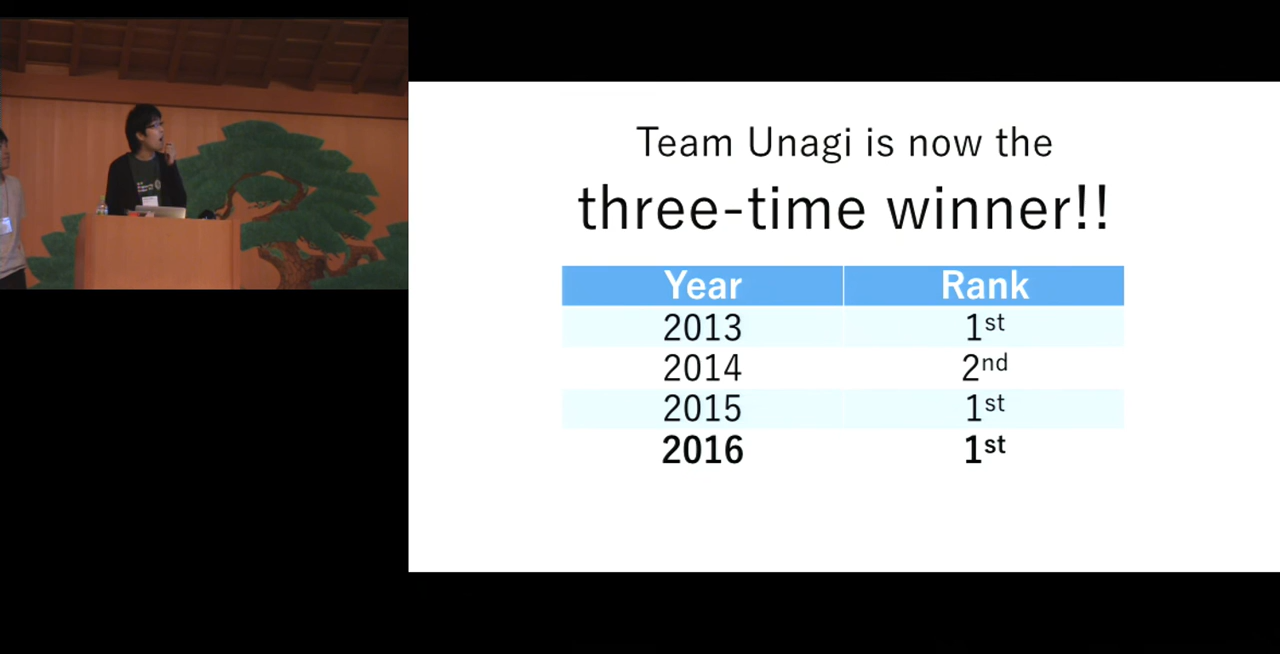 Team Unagi is now the
three-time winner!!
Year Rank
2013 1st
2014 2nd
2015 1st
2016 1st